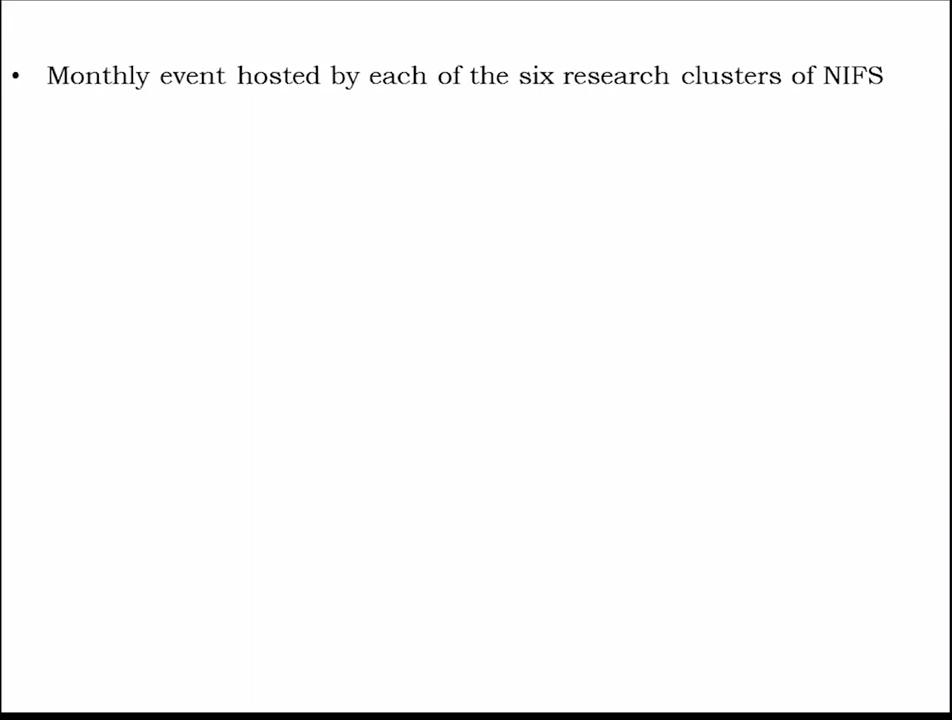 • Monthly event hosted by each of the six research clusters of NIFS